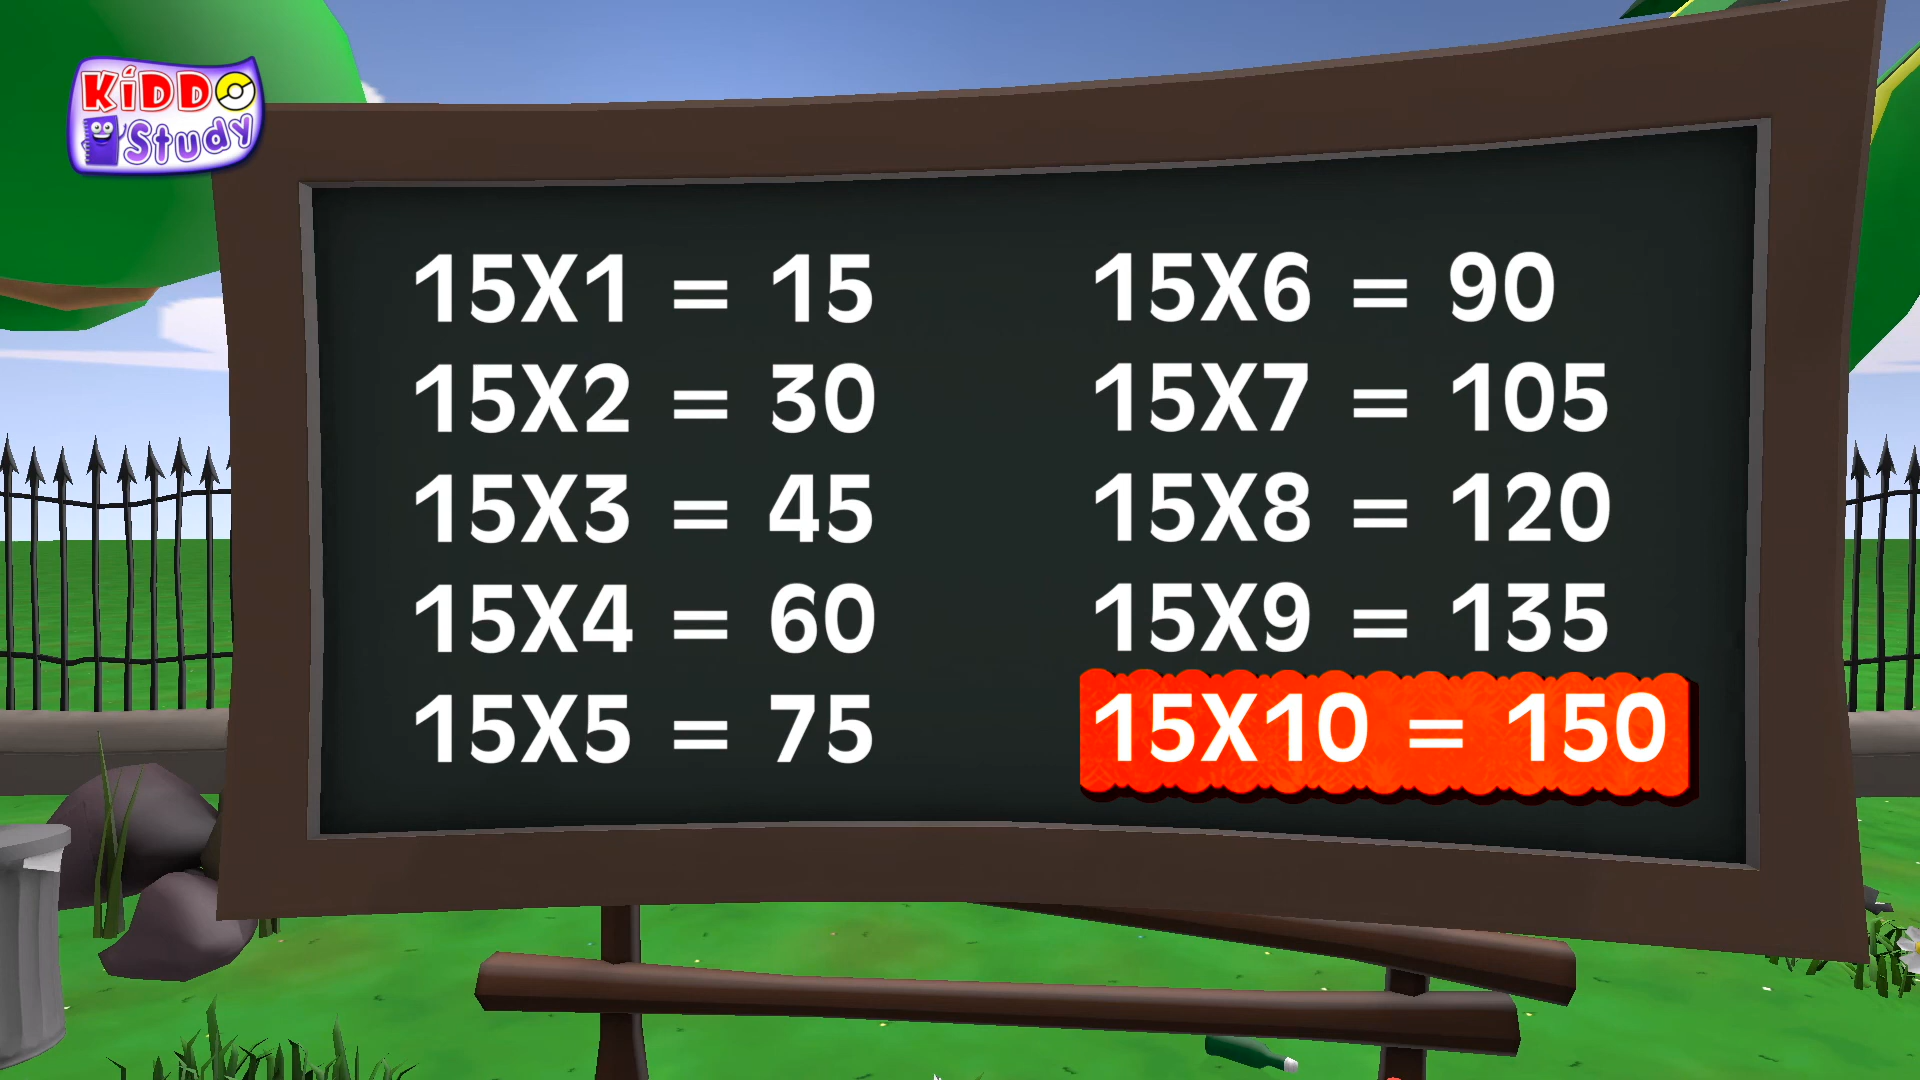 KiDDO
Study
15X1 = 15
15X2 = 30
15X3 = 45
15X4 = 60
15X5 = 75
15X6 = 90
15X7 = 105
15X8 = 120
15X9 = 135
15X10 = 150